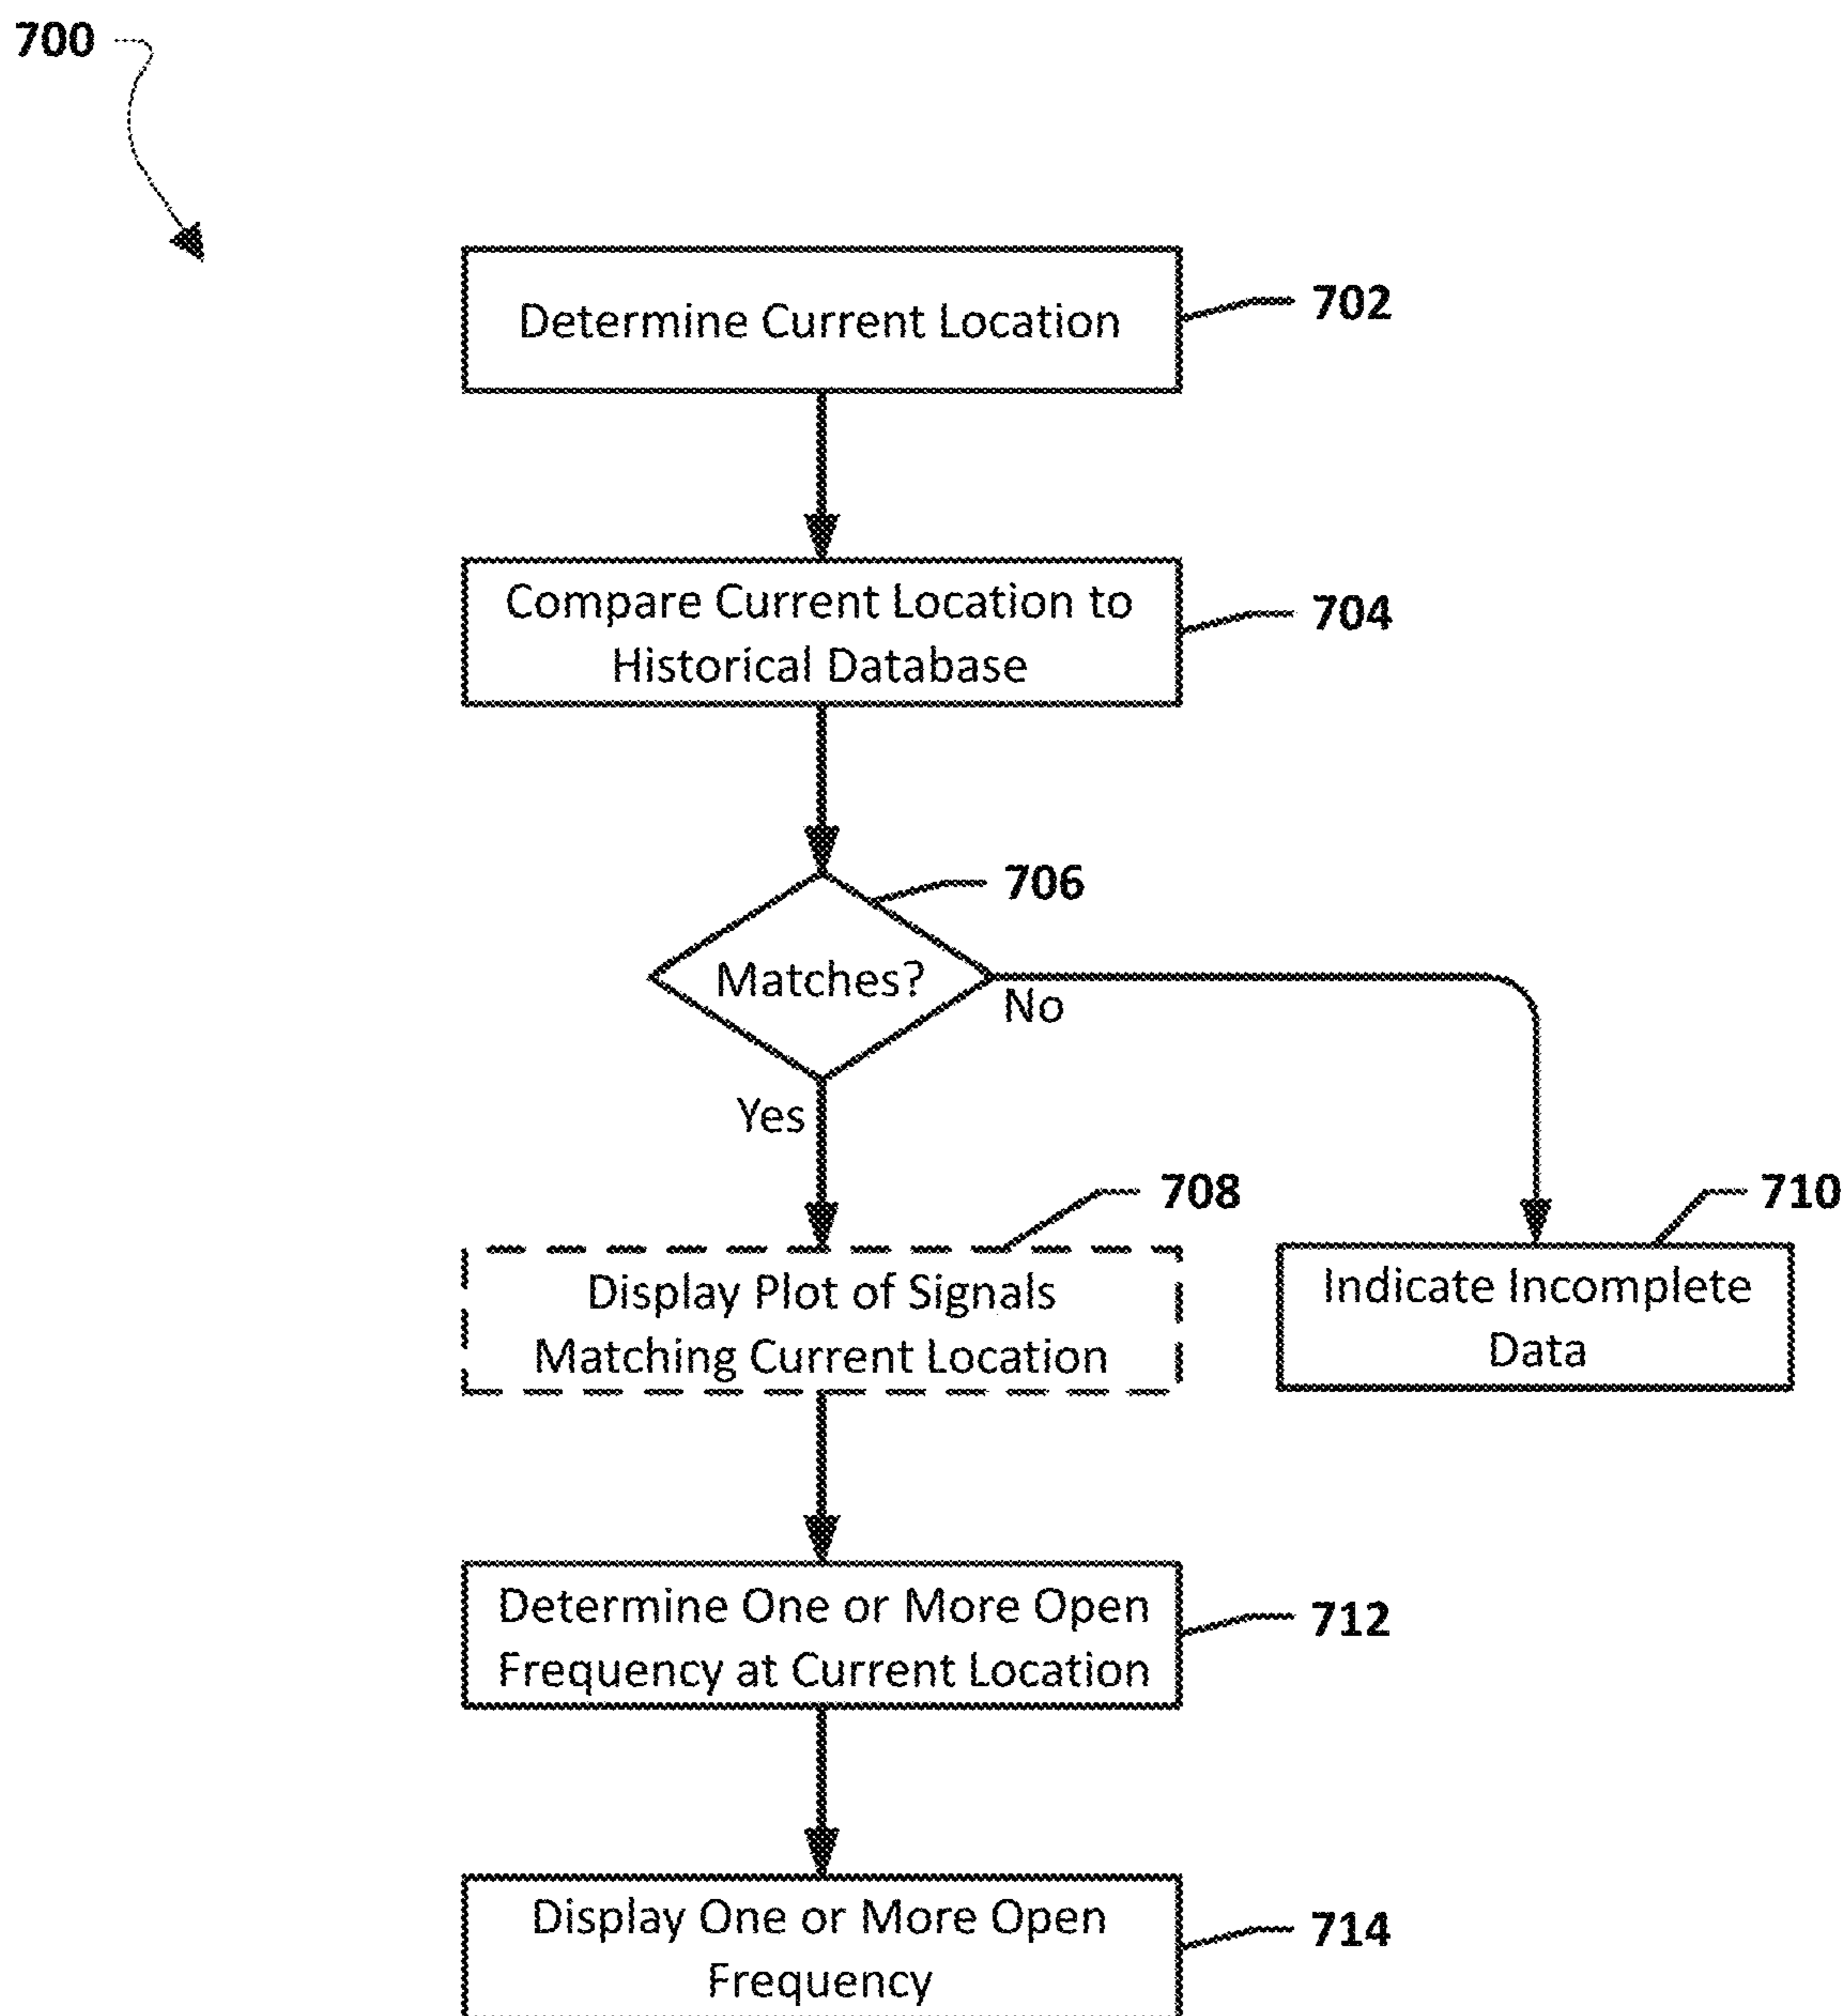 700
Determine Current Location
702
Compare Current Location to
Historical Database
704
706
Matches?
No
Yes
708
710
Display Plot of Signals
Matching Current Location
Indicate Incomplete
Data
Determine One or More Open
Frequency at Current Location
712
Display One or More Open
Frequency
714